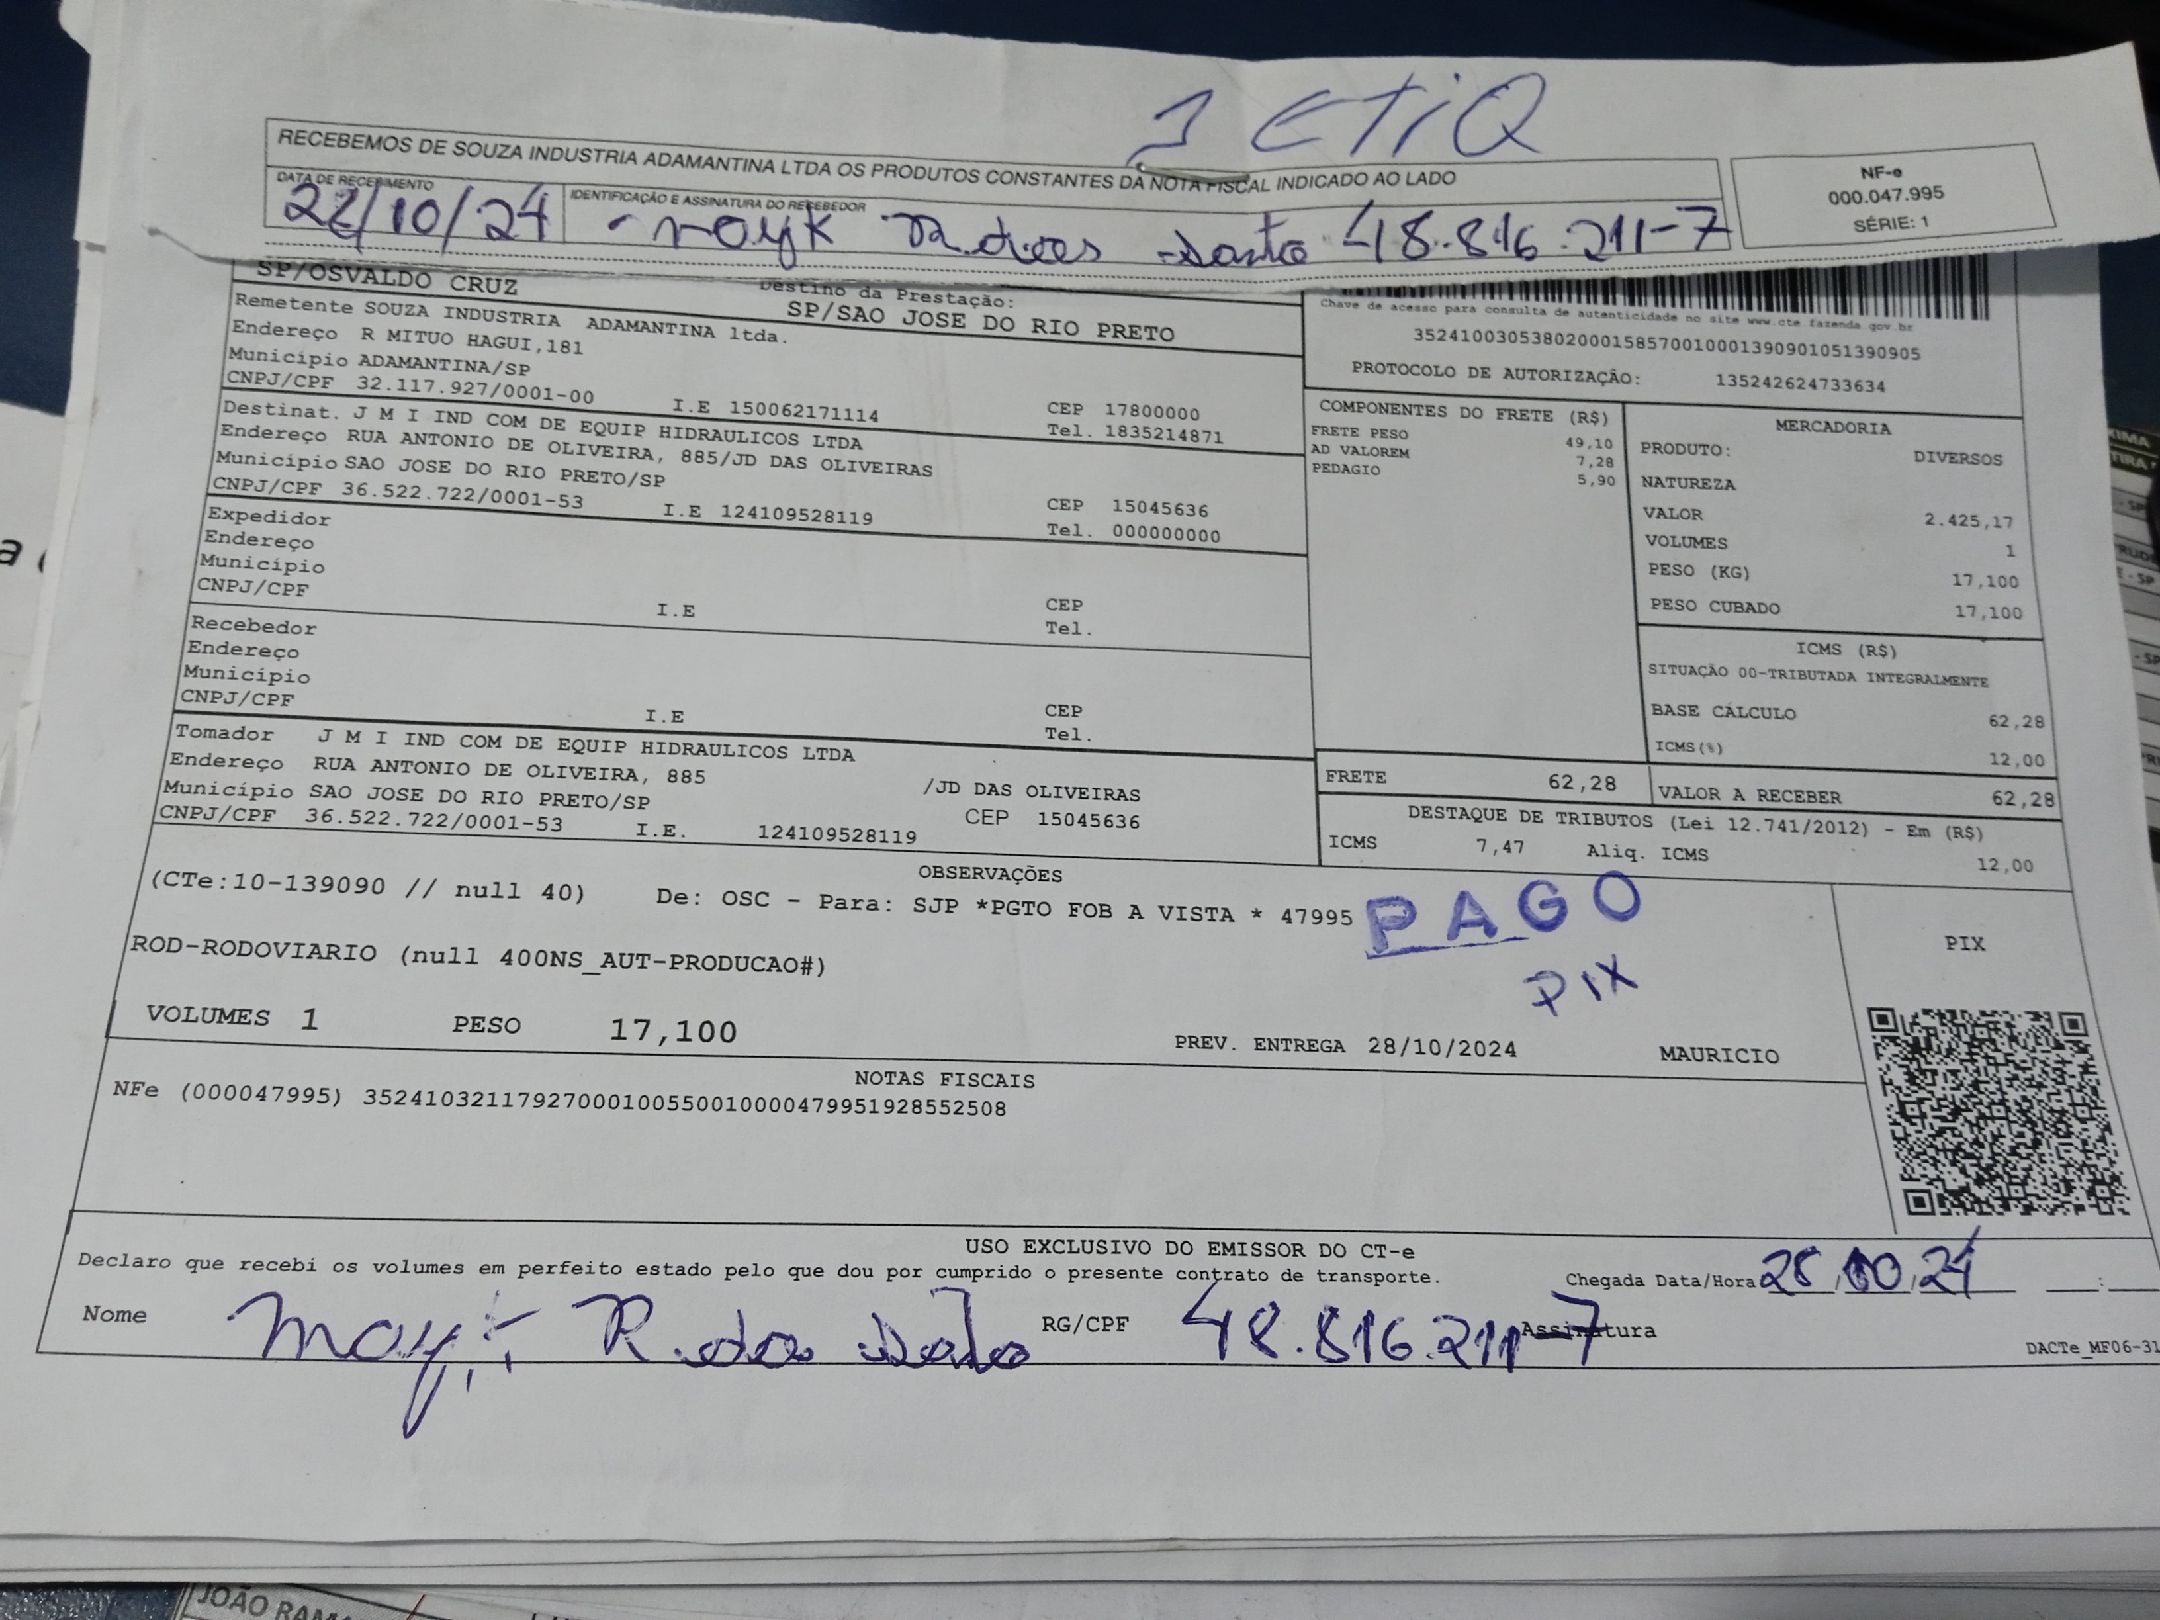 1 ETIQ
RECEBEMOS DE SOUZA INDUSTRIA ADAMANTINA LTDA OS PRODUTOS CONSTANTES DA NOTA FISCAL INDICADO AO LADO
NF-e
000.047.995
SÉRIE: 1
DATA DE RECEBIMENTO
IDENTIFICAÇÃO E ASSINATURA DO RECEBEDOR
/10/24
48.816.211-7
SP/OSVALDO CRUZ
Destino da Prestação:
SP/SAO JOSE DO RIO PRETO
Remetente SOUZA INDUSTRIA ADAMANTINA ltda.
Endereço R MITUO HAGUI,181
Município ADAMANTINA/SP
CNPJ/CPF 32.117.927/0001-00 I.E 150062171114
CEP 17800000
Tel. 1835214871
Destinat. J M I IND COM DE EQUIP HIDRAULICOS LTDA
Endereço RUA ANTONIO DE OLIVEIRA, 885/JD DAS OLIVEIRAS
Município SAO JOSE DO RIO PRETO/SP
CNPJ/CPF 36.522.722/0001-53 I.E 124109528119
CEP 15045636
Tel. 000000000
Expedidor
Endereço
Município
CNPJ/CPF I.E
CEP
Tel.
Recebedor
Endereço
Município
CNPJ/CPF I.E
CEP
Tel.
Tomador J M I IND COM DE EQUIP HIDRAULICOS LTDA
Endereço RUA ANTONIO DE OLIVEIRA, 885 /JD DAS OLIVEIRAS
Município SAO JOSE DO RIO PRETO/SP CEP 15045636
CNPJ/CPF 36.522.722/0001-53 I.E. 124109528119
Chave de acesso para consulta de autenticidade no site www.cte.fazenda.gov.br
35241003053802000158570010001390901051390905
PROTOCOLO DE AUTORIZAÇÃO: 135242624733634
COMPONENTES DO FRETE (R$)
FRETE PESO 49,10
AD VALOREM 7,28
PEDAGIO 5,90
MERCADORIA
PRODUTO: DIVERSOS
NATUREZA
VALOR 2.425,17
VOLUMES 1
PESO (KG) 17,100
PESO CUBADO 17,100
ICMS (R$)
SITUAÇÃO 00-TRIBUTADA INTEGRALMENTE
BASE CÁLCULO 62,28
ICMS(%) 12,00
FRETE 62,28
VALOR A RECEBER 62,28
DESTAQUE DE TRIBUTOS (Lei 12.741/2012) - Em (R$)
ICMS 7,47 Aliq. ICMS 12,00
OBSERVAÇÕES
(CTe:10-139090 // null 40) De: OSC - Para: SJP *PGTO FOB A VISTA * 47995
PAGO
PIX
ROD-RODOVIARIO (null 400NS_AUT-PRODUCAO#)
PIX
VOLUMES 1 PESO 17,100
PREV. ENTREGA 28/10/2024 MAURICIO
NOTAS FISCAIS
NFe (000047995) 35241032117927000100550010000479951928552508
USO EXCLUSIVO DO EMISSOR DO CT-e
Declaro que recebi os volumes em perfeito estado pelo que dou por cumprido o presente contrato de transporte.
Chegada Data/Hora
Nome
RG/CPF 48.816.211-7 Assinatura
DACTe_MF06-31
JOÃO RAM